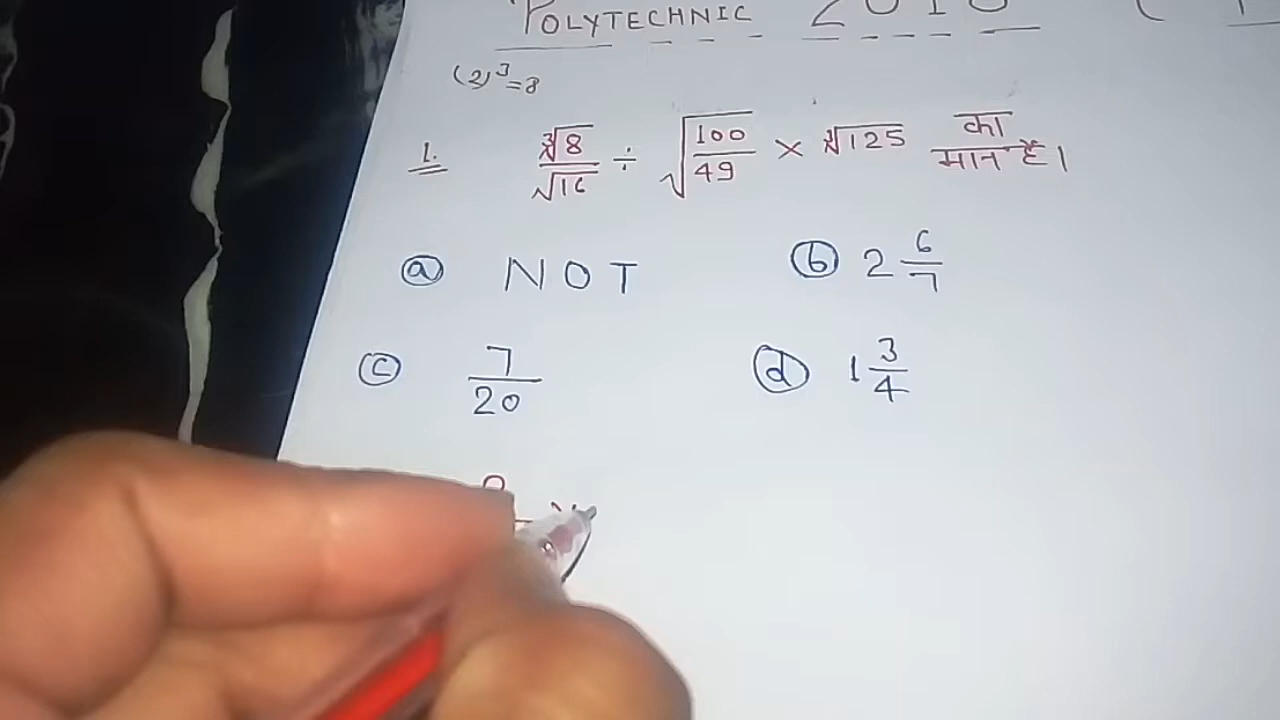 POLYTECHNIC 2018 (
(2)³=8
1. ∛8/√16 ÷ √(100/49) × ∛125 का मान है।
ⓐ NOT ⓑ 2 6/7
ⓒ 7/20 ⓓ 1 3/4